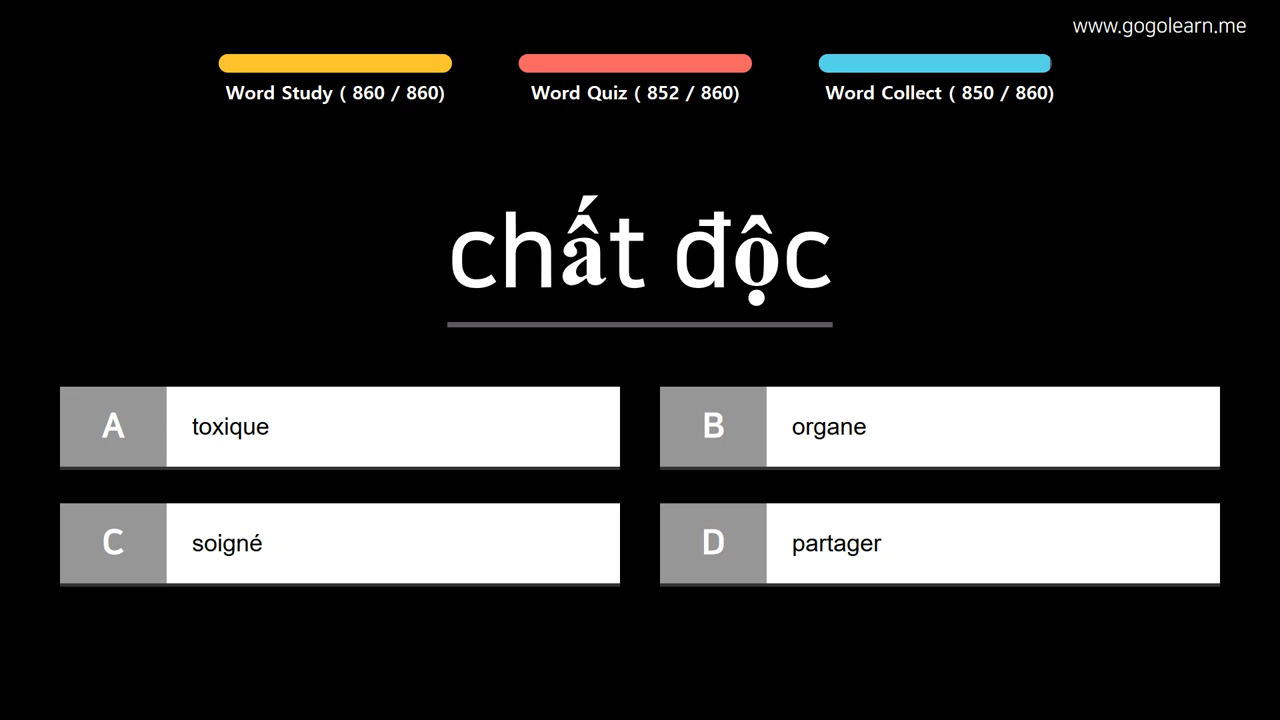 www.gogolearn.me
Word Study ( 860 / 860)
Word Quiz ( 852 / 860)
Word Collect ( 850 / 860)
chất độc
A toxique
B organe
C soigné
D partager